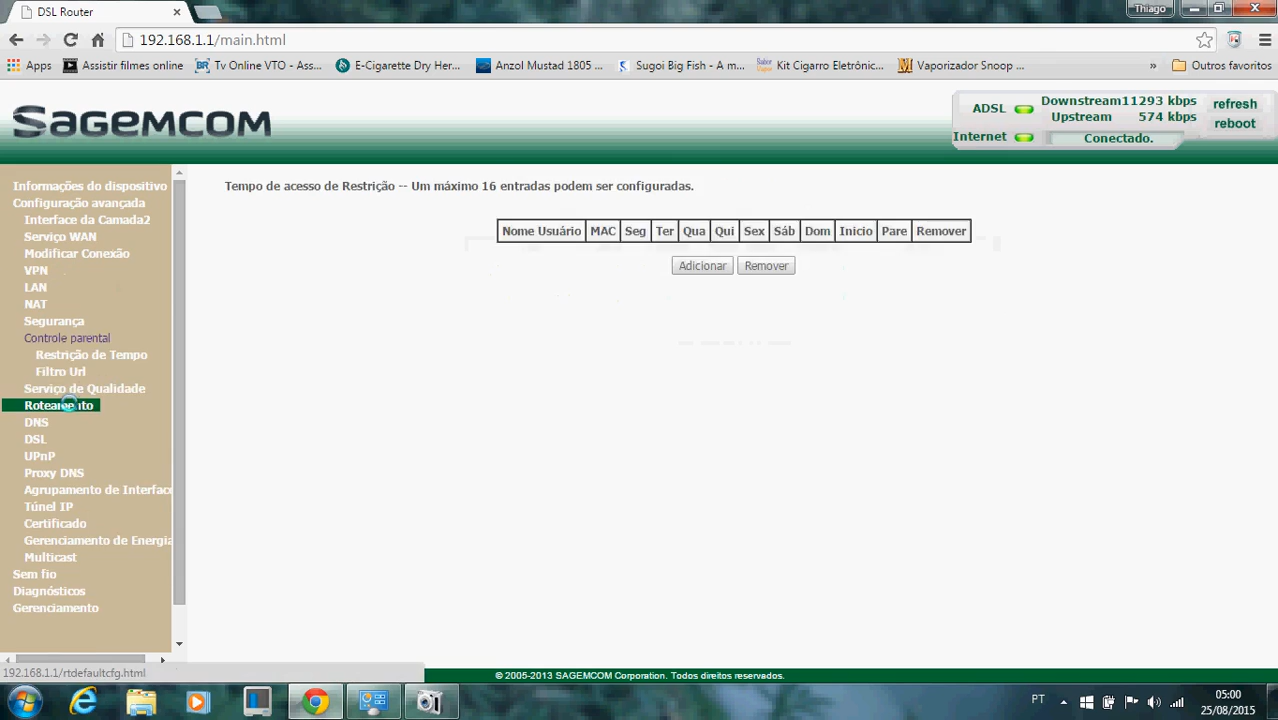 DSL Router
Thiago
192.168.1.1/main.html
Apps
Assistir filmes online
BR
Tv Online VTO - Ass...
E-Cigarette Dry Her...
Anzol Mustad 1805 ...
Sugoi Big Fish - A m...
Kit Cigarro Eletrônic...
Vaporizador Snoop ...
»
Outros favoritos
SAGEMCOM
ADSL
Downstream 11293 kbps
Upstream 574 kbps
Internet
Conectado.
refresh
reboot
Informações do dispositivo
Configuração avançada
Interface da Camada2
Serviço WAN
Modificar Conexão
VPN
LAN
NAT
Segurança
Controle parental
Restrição de Tempo
Filtro Url
Serviço de Qualidade
Roteamento
DNS
DSL
UPnP
Proxy DNS
Agrupamento de Interface
Túnel IP
Certificado
Gerenciamento de Energia
Multicast
Sem fio
Diagnósticos
Gerenciamento
Tempo de acesso de Restrição -- Um máximo 16 entradas podem ser configuradas.
Nome Usuário MAC Seg Ter Qua Qui Sex Sáb Dom Inicio Pare Remover
Adicionar Remover
192.168.1.1/rtdefaultcfg.html
© 2005-2013 SAGEMCOM Corporation. Todos direitos reservados.
PT
05:00
25/08/2015